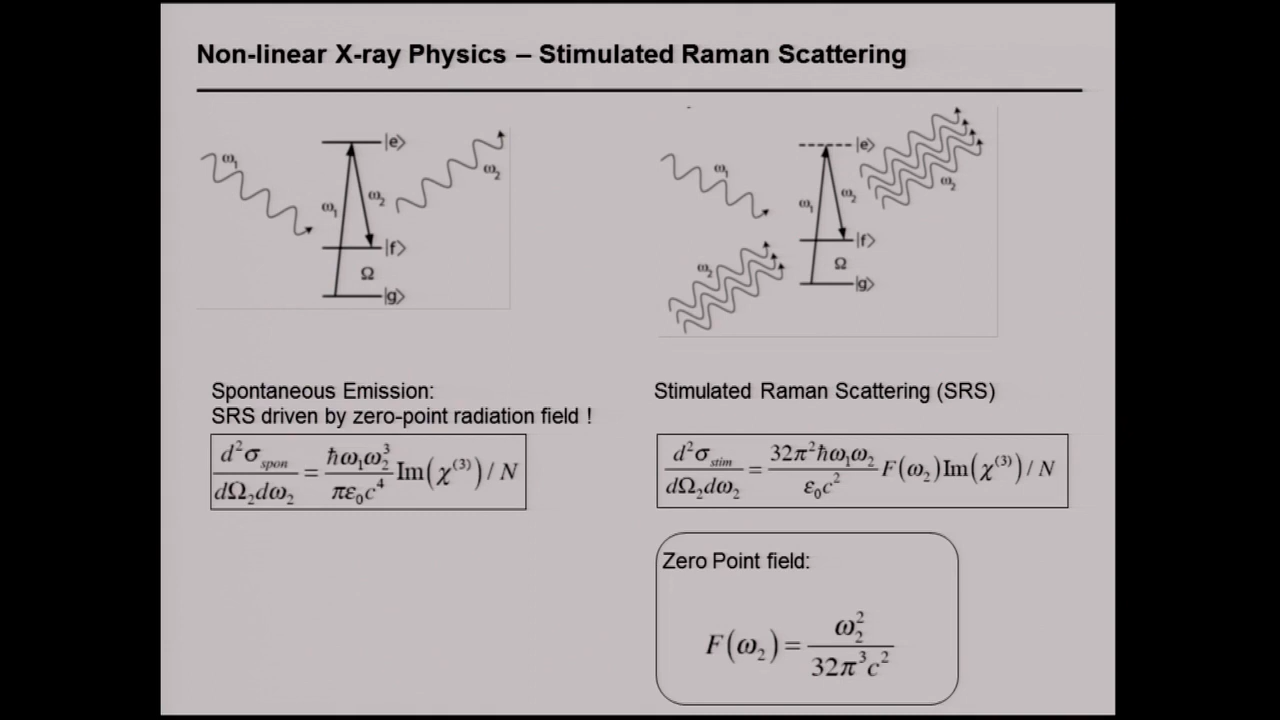 Non-linear X-ray Physics – Stimulated Raman Scattering
ω₁
|e>
ω₂
ω₁
ω₂
|f>
Ω
|g>
ω₁
|e>
ω₂
ω₁
ω₂
|f>
ω₂
Ω
|g>
Spontaneous Emission:
SRS driven by zero-point radiation field !
d²σ_spon / dΩ₂dω₂ = ħω₁ω₂³ / πε₀c⁴ Im(χ⁽³⁾) / N
Stimulated Raman Scattering (SRS)
d²σ_stim / dΩ₂dω₂ = 32π²ħω₁ω₂ / ε₀c² F(ω₂) Im(χ⁽³⁾) / N
Zero Point field:
F(ω₂) = ω₂² / 32π³c²